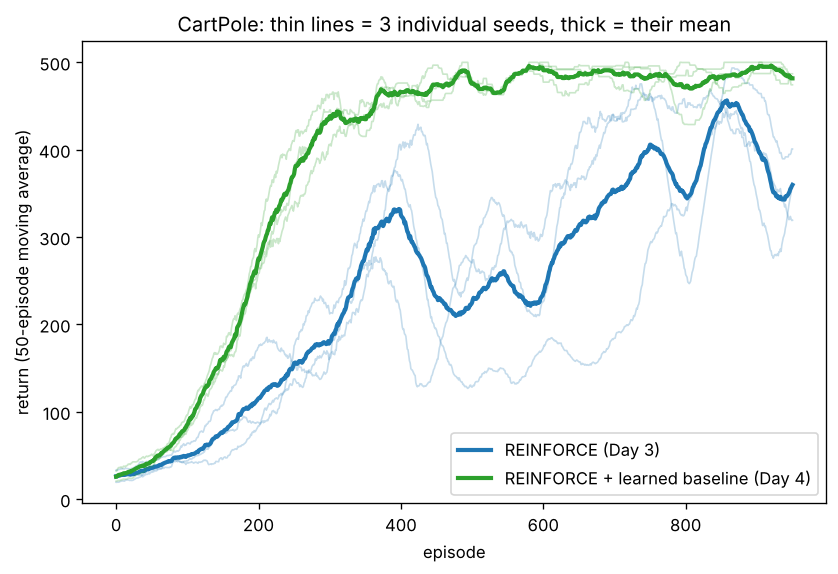 CartPole: thin lines = 3 individual seeds, thick = their mean
return (50-episode moving average)
500
400
300
200
100
0
0 200 400 600 800
episode
REINFORCE (Day 3)
REINFORCE + learned baseline (Day 4)